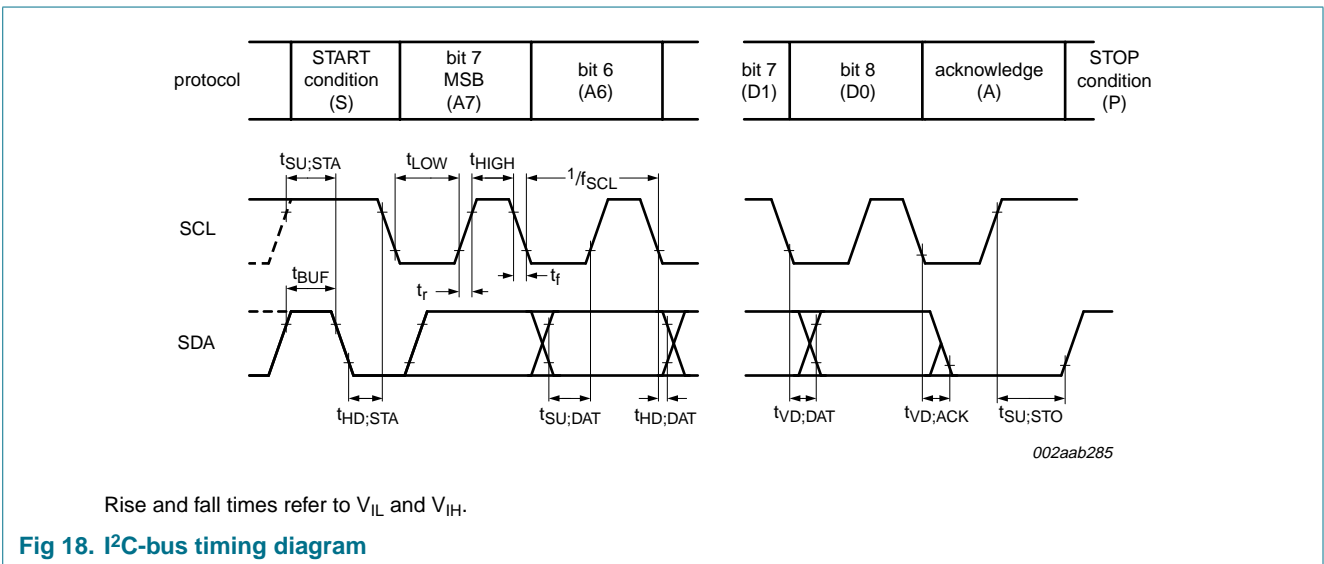 protocol
START
condition
(S)
bit 7
MSB
(A7)
bit 6
(A6)
bit 7
(D1)
bit 8
(D0)
acknowledge
(A)
STOP
condition
(P)
tSU;STA
tLOW
tHIGH
1/fSCL
SCL
tBUF
tr
tf
SDA
tHD;STA
tSU;DAT
tHD;DAT
tVD;DAT
tVD;ACK
tSU;STO
002aab285
Rise and fall times refer to VIL and VIH.
Fig 18. I²C-bus timing diagram